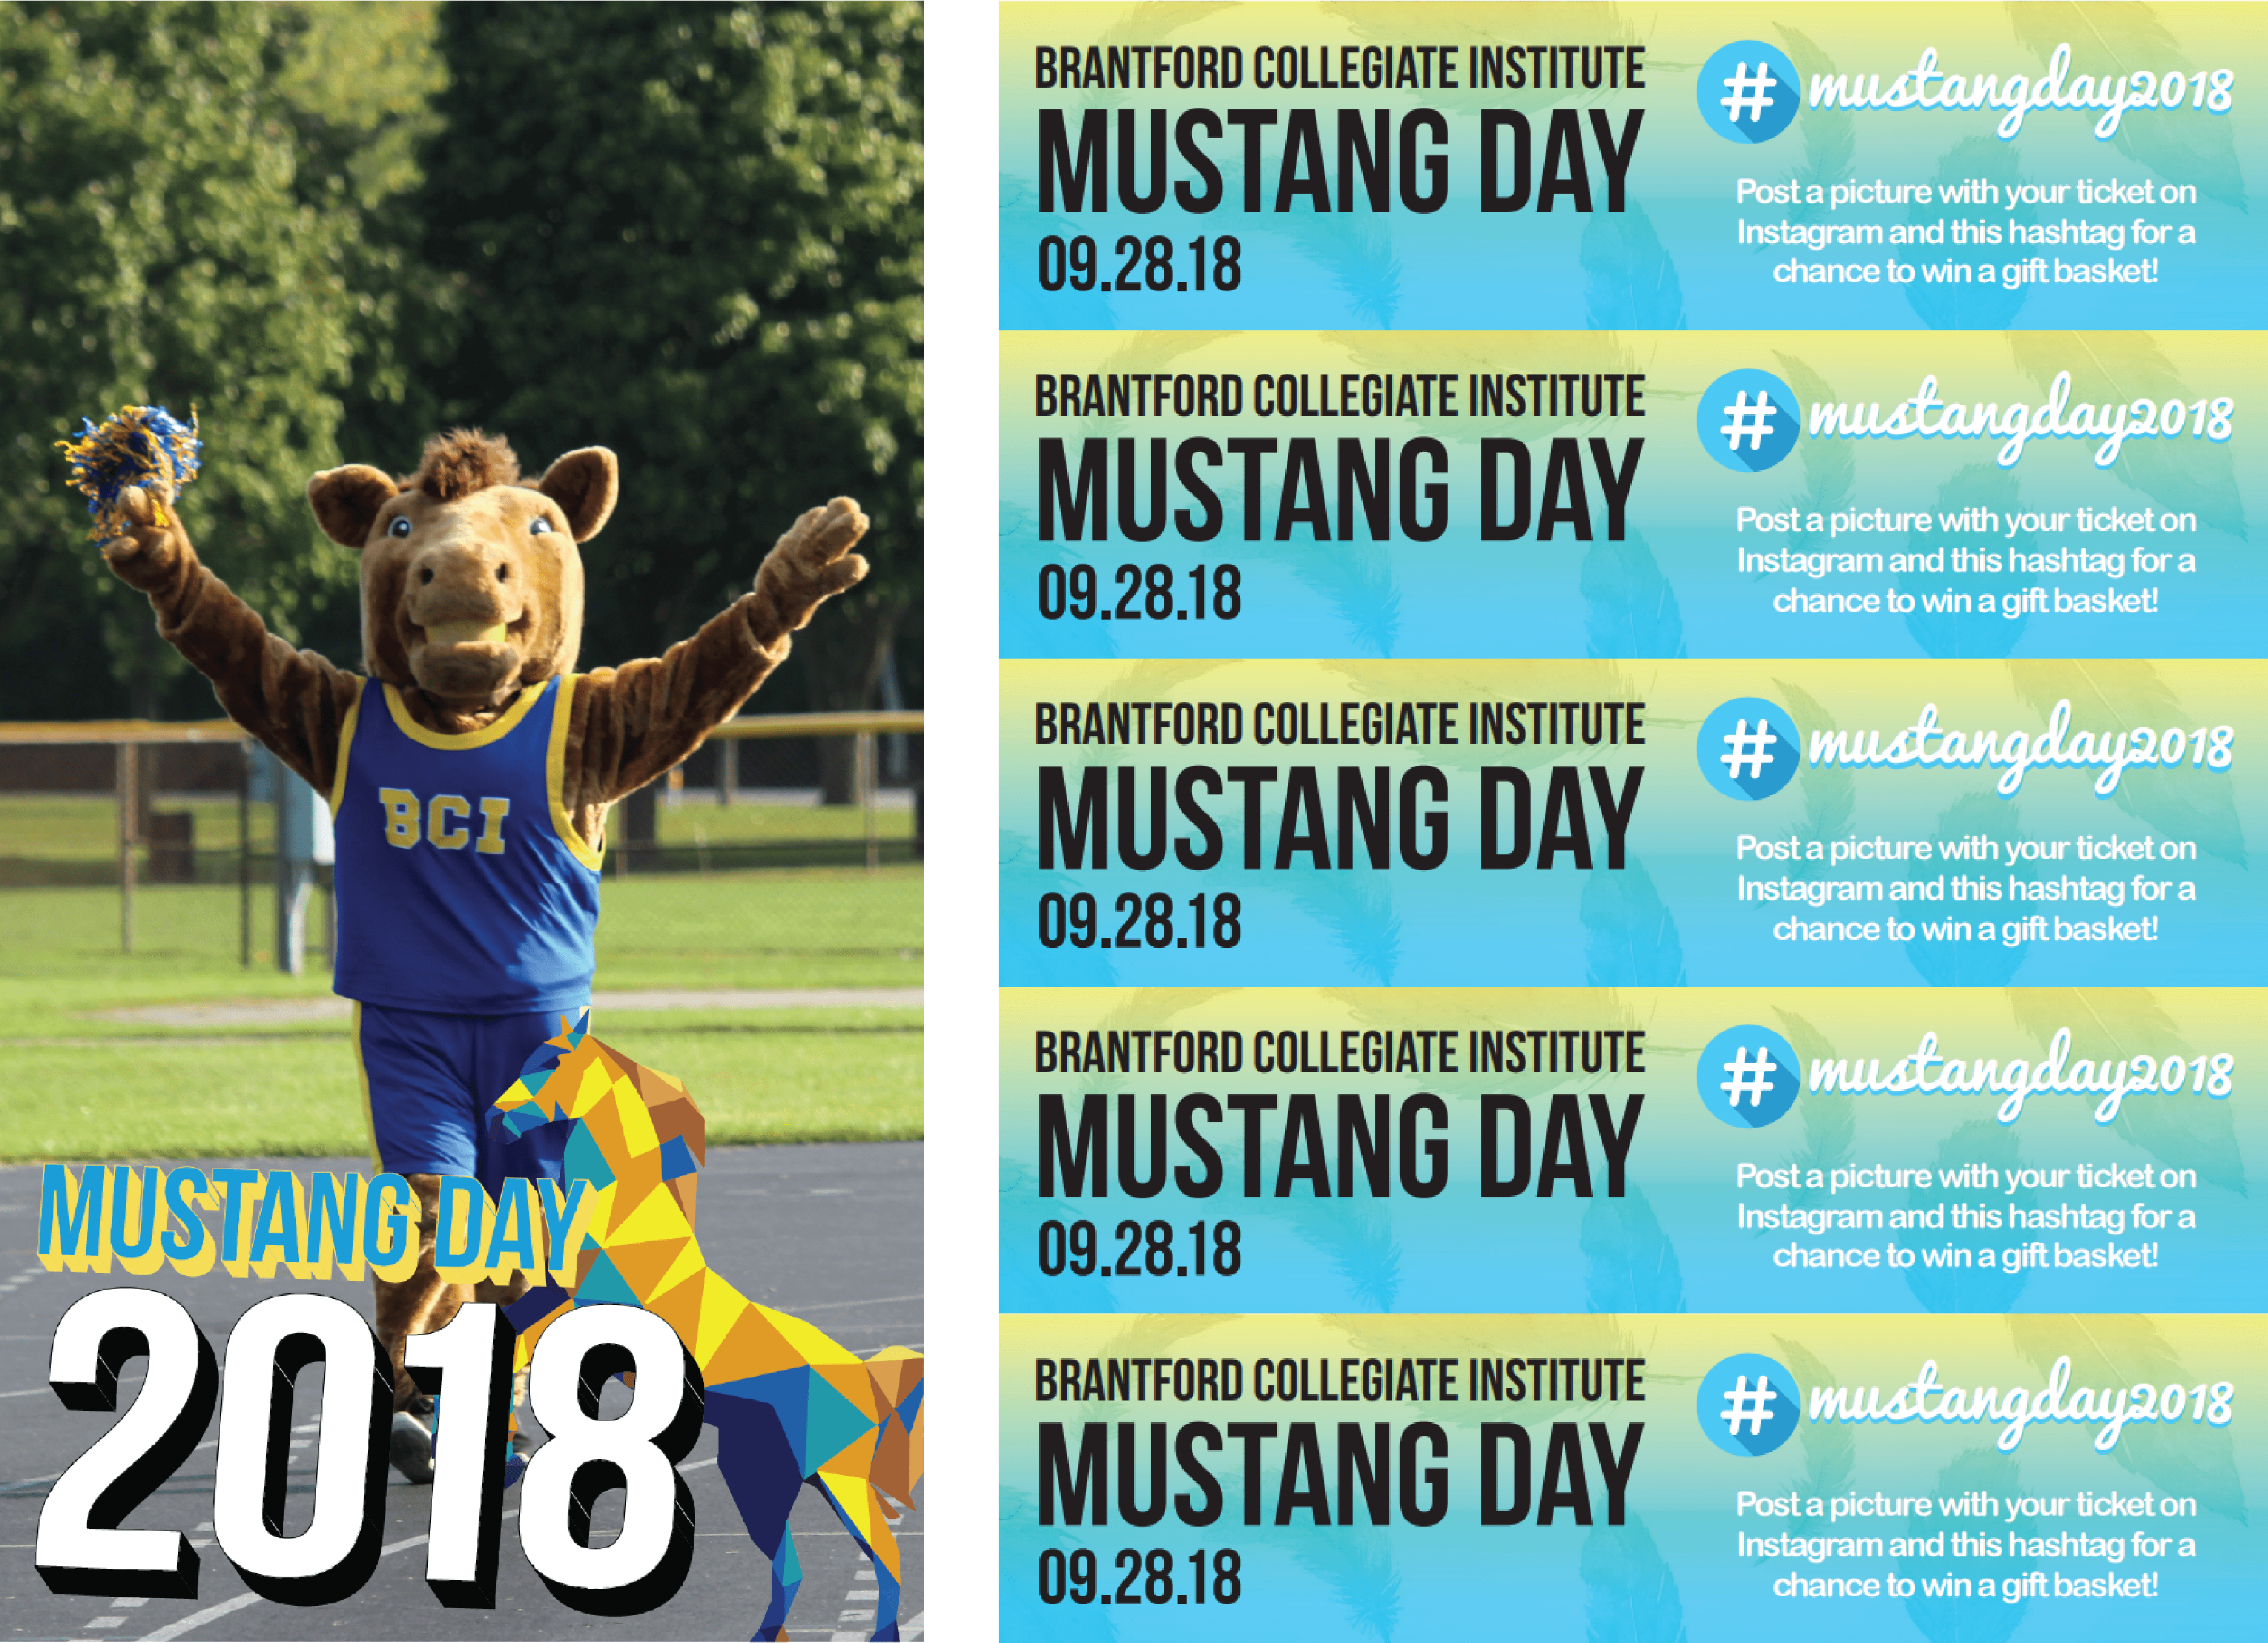 BCI
MUSTANG DAY
2018
BRANTFORD COLLEGIATE INSTITUTE
MUSTANG DAY
09.28.18
# mustangday2018
Post a picture with your ticket on
Instagram and this hashtag for a
chance to win a gift basket!
BRANTFORD COLLEGIATE INSTITUTE
MUSTANG DAY
09.28.18
# mustangday2018
Post a picture with your ticket on
Instagram and this hashtag for a
chance to win a gift basket!
BRANTFORD COLLEGIATE INSTITUTE
MUSTANG DAY
09.28.18
# mustangday2018
Post a picture with your ticket on
Instagram and this hashtag for a
chance to win a gift basket!
BRANTFORD COLLEGIATE INSTITUTE
MUSTANG DAY
09.28.18
# mustangday2018
Post a picture with your ticket on
Instagram and this hashtag for a
chance to win a gift basket!
BRANTFORD COLLEGIATE INSTITUTE
MUSTANG DAY
09.28.18
# mustangday2018
Post a picture with your ticket on
Instagram and this hashtag for a
chance to win a gift basket!